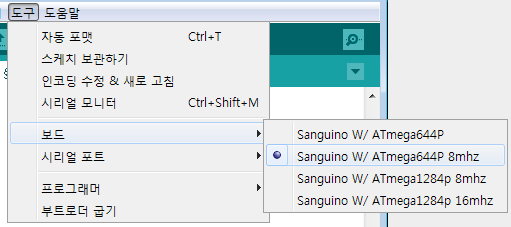 도구 도움말
자동 포맷 Ctrl+T
스케치 보관하기
인코딩 수정 & 새로 고침
시리얼 모니터 Ctrl+Shift+M
보드
시리얼 포트
프로그래머
부트로더 굽기
Sanguino W/ ATmega644P
Sanguino W/ ATmega644P 8mhz
Sanguino W/ ATmega1284p 8mhz
Sanguino W/ ATmega1284p 16mhz